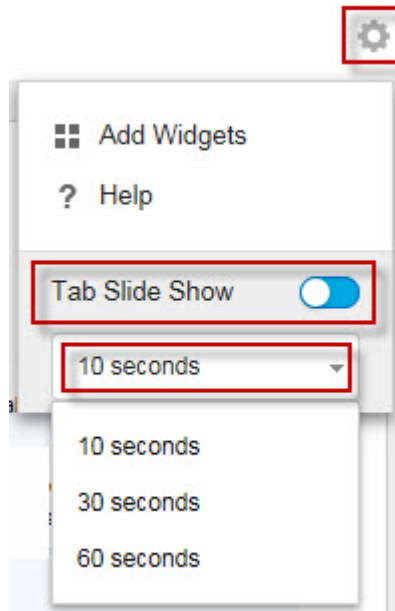 Add Widgets
? Help
Tab Slide Show
10 seconds
10 seconds
30 seconds
60 seconds